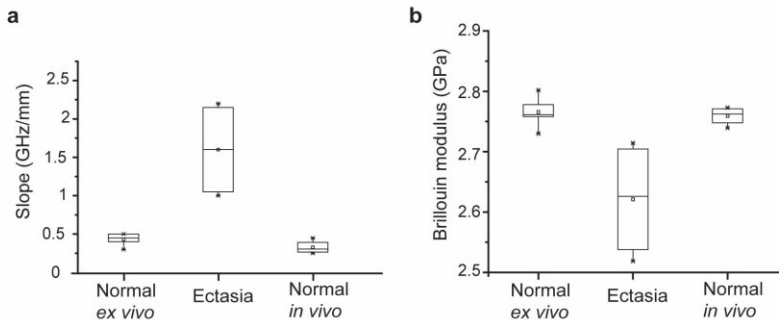 a
Slope (GHz/mm)
2.5
2
1.5
1
0.5
0
Normal
ex vivo
Ectasia
Normal
in vivo
b
Brillouin modulus (GPa)
2.9
2.8
2.7
2.6
2.5
Normal
ex vivo
Ectasia
Normal
in vivo